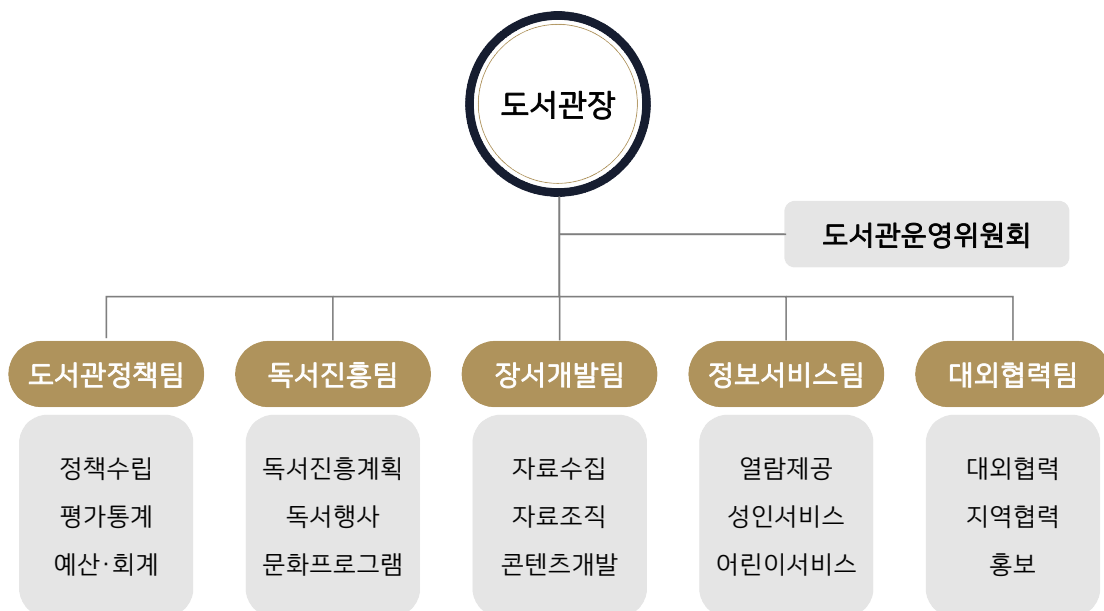 도서관장
도서관운영위원회
도서관정책팀
독서진흥팀
장서개발팀
정보서비스팀
대외협력팀
정책수립
평가통계
예산·회계
독서진흥계획
독서행사
문화프로그램
자료수집
자료조직
콘텐츠개발
열람제공
성인서비스
어린이서비스
대외협력
지역협력
홍보